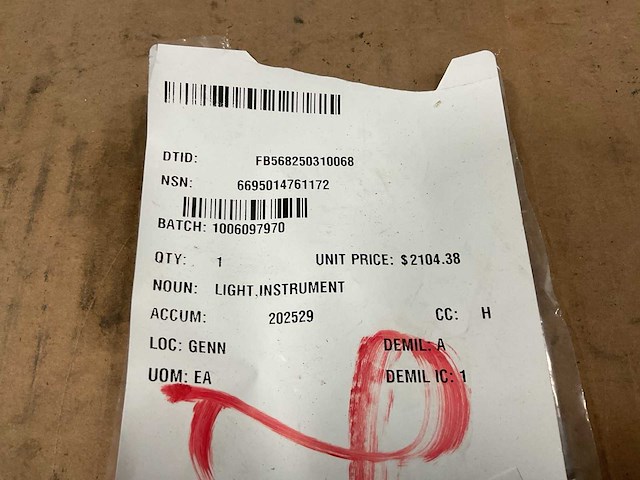 DTID: FB568250310068
NSN: 6695014761172
BATCH: 1006097970
QTY: 1 UNIT PRICE: $2104.38
NOUN: LIGHT,INSTRUMENT
ACCUM: 202529 CC: H
LOC: GENN DEMIL: A
UOM: EA DEMIL IC: 1